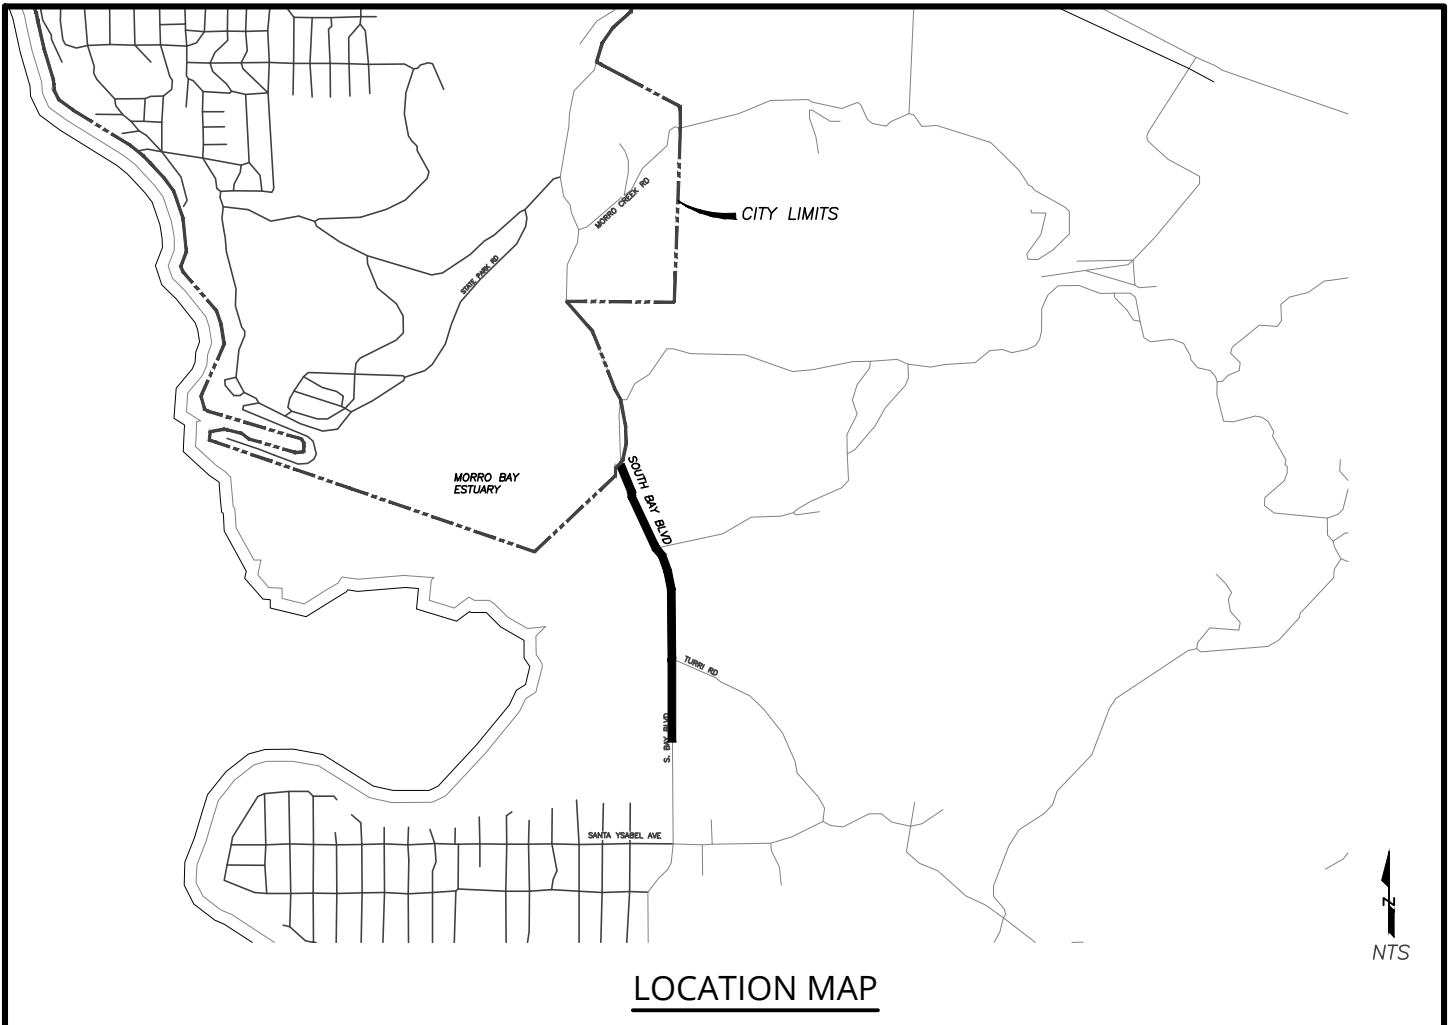 MORRO CREEK RD
CITY LIMITS
STATE PARK RD
MORRO BAY
ESTUARY
SOUTH BAY BLVD
TURRI RD
S. BAY BLVD
SANTA YSABEL AVE
N
NTS
LOCATION MAP